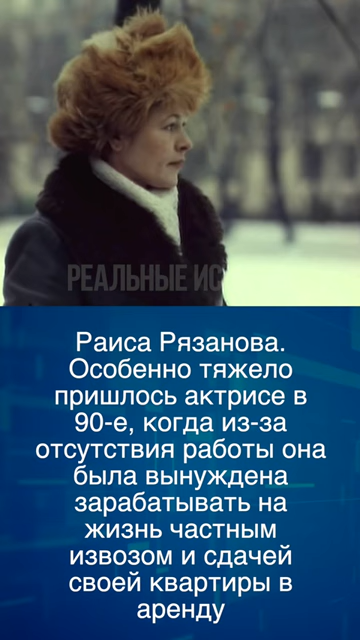 РЕАЛЬНЫЕ ИС
Раиса Рязанова.
Особенно тяжело
пришлось актрисе в
90-е, когда из-за
отсутствия работы она
была вынуждена
зарабатывать на
жизнь частным
извозом и сдачей
своей квартиры в
аренду